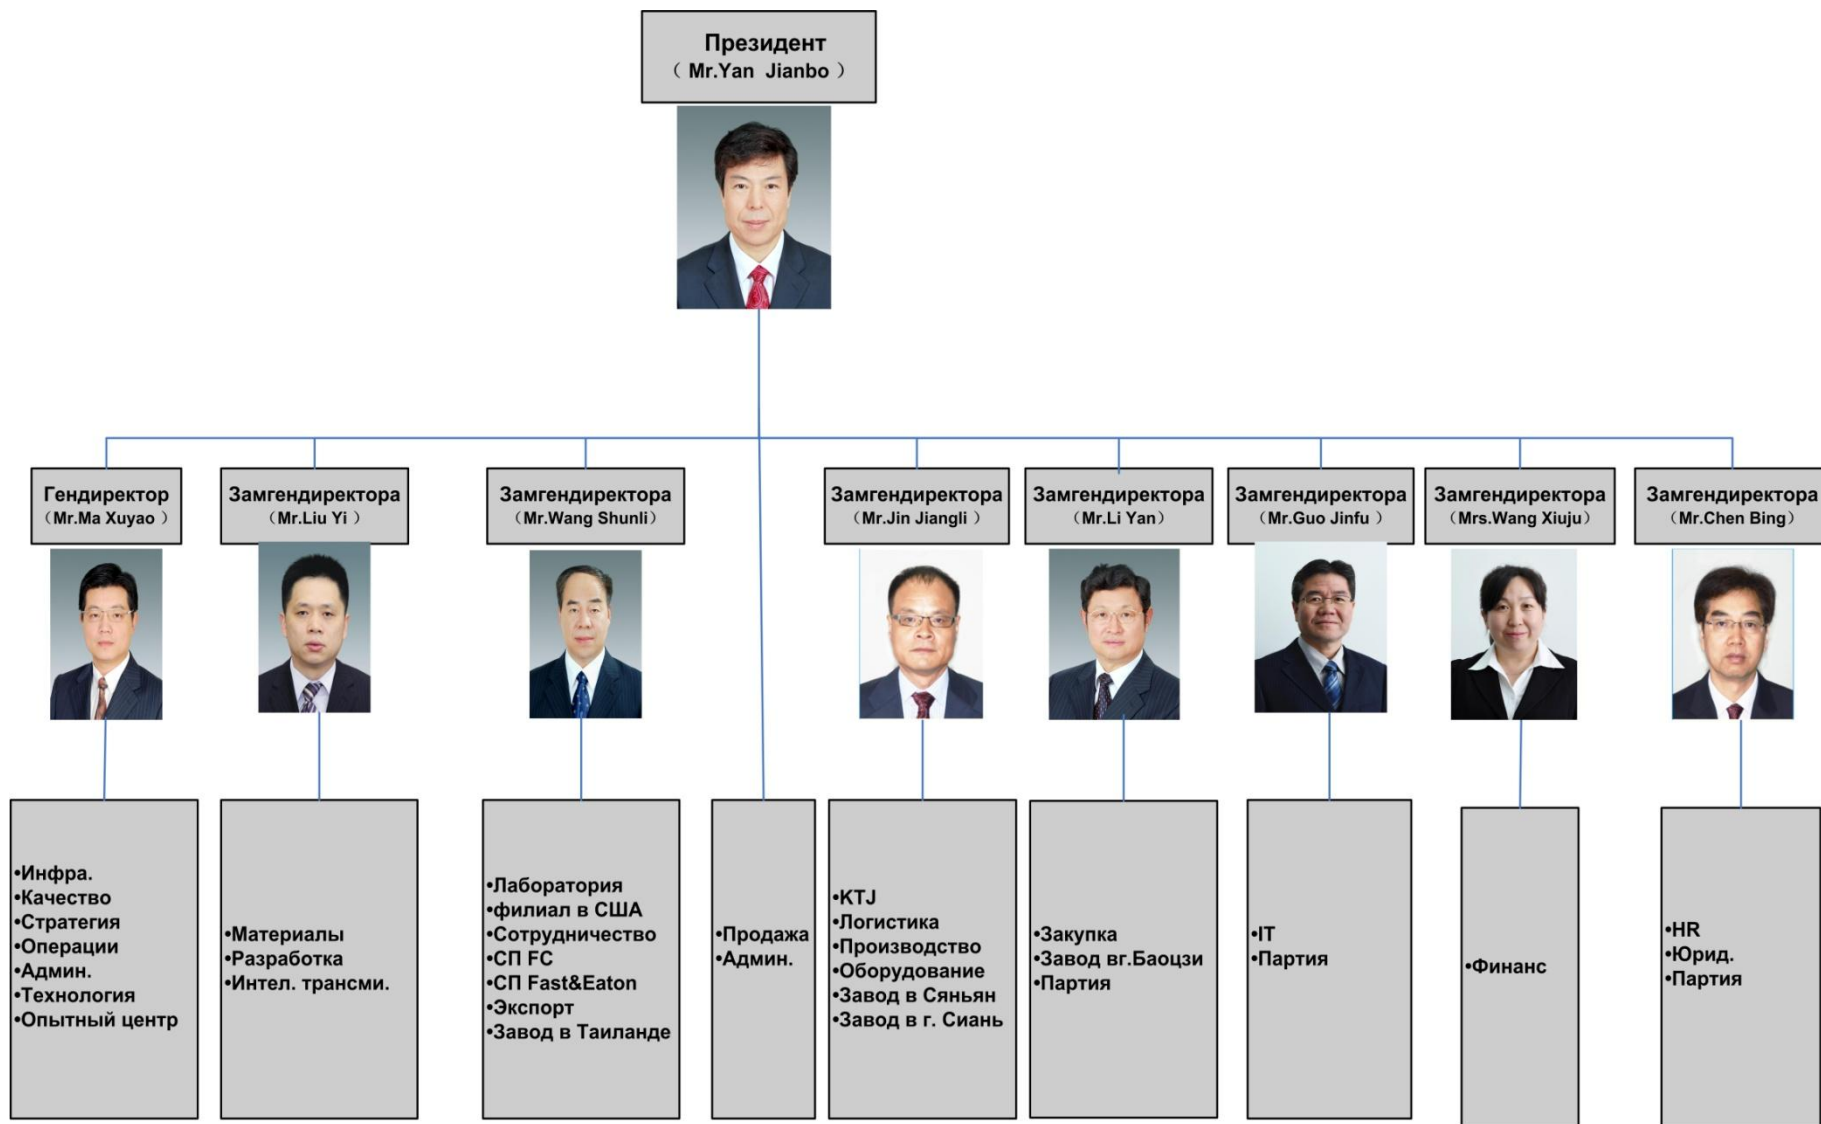 Президент
（ Mr.Yan Jianbo ）
Гендиректор
（Mr.Ma Xuyao ）
Замгендиректора
（Mr.Liu Yi ）
Замгендиректора
（Mr.Wang Shunli）
Замгендиректора
（Mr.Jin Jiangli ）
Замгендиректора
（Mr.Li Yan）
Замгендиректора
（Mr.Guo Jinfu ）
Замгендиректора
（Mrs.Wang Xiuju）
Замгендиректора
（Mr.Chen Bing）
•Инфра.
•Качество
•Стратегия
•Операции
•Админ.
•Технология
•Опытный центр
•Материалы
•Разработка
•Интел. трансми.
•Лаборатория
•филиал в США
•Сотрудничество
•СП FC
•СП Fast&Eaton
•Экспорт
•Завод в Таиланде
•Продажа
•Админ.
•KTJ
•Логистика
•Производство
•Оборудование
•Завод в Сяньян
•Завод в г. Сиань
•Закупка
•Завод вг.Баоцзи
•Партия
•IT
•Партия
•Финанс
•HR
•Юрид.
•Партия